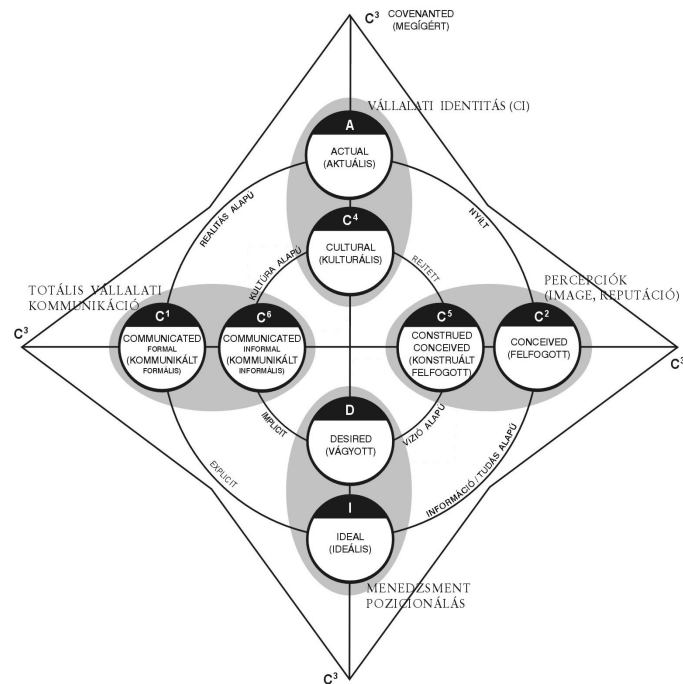 C³ COVENANTED
(MEGÍGÉRT)
VÁLLALATI IDENTITÁS (CI)
A
ACTUAL
(AKTUÁLIS)
REALITÁS ALAPÚ
NYÍLT
C⁴
CULTURAL
(KULTURÁLIS)
KULTÚRA ALAPÚ
REJTETT
TOTÁLIS VÁLLALATI
KOMMUNIKÁCIÓ
PERCEPCIÓK
(IMAGE, REPUTÁCIÓ)
C³
C¹
COMMUNICATED
FORMAL
(KOMMUNIKÁLT
FORMÁLIS)
C⁶
COMMUNICATED
INFORMAL
(KOMMUNIKÁLT
INFORMÁLIS)
C⁵
CONSTRUED
CONCEIVED
(KONSTRUÁLT
FELFOGOTT)
C²
CONCEIVED
(FELFOGOTT)
C³
IMPLICIT
VÍZIÓ ALAPÚ
D
DESIRED
(VÁGYOTT)
EXPLICIT
INFORMÁCIÓ/TUDÁS ALAPÚ
I
IDEAL
(IDEÁLIS)
MENEDZSMENT
POZICIONÁLÁS
C³